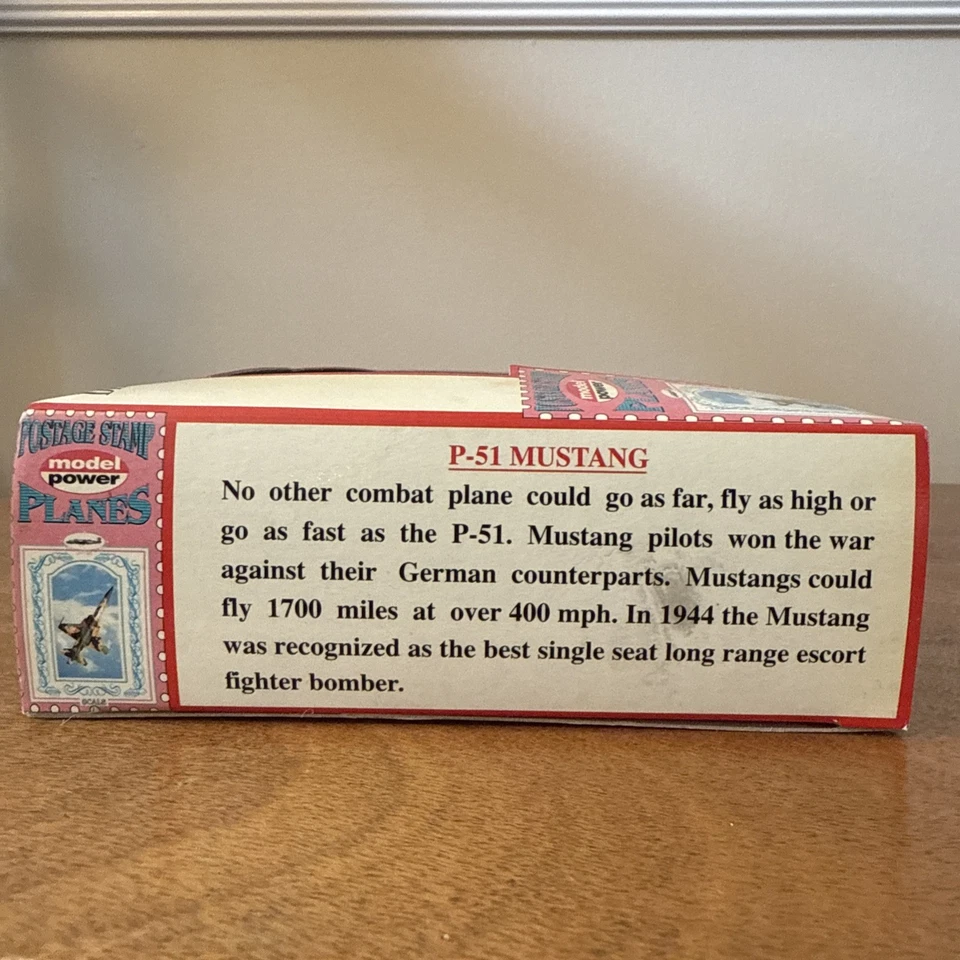 POSTAGE STAMP
model
power
PLANES
SCALE
model
power
P-51 MUSTANG
No other combat plane could go as far, fly as high or
go as fast as the P-51. Mustang pilots won the war
against their German counterparts. Mustangs could
fly 1700 miles at over 400 mph. In 1944 the Mustang
was recognized as the best single seat long range escort
fighter bomber.